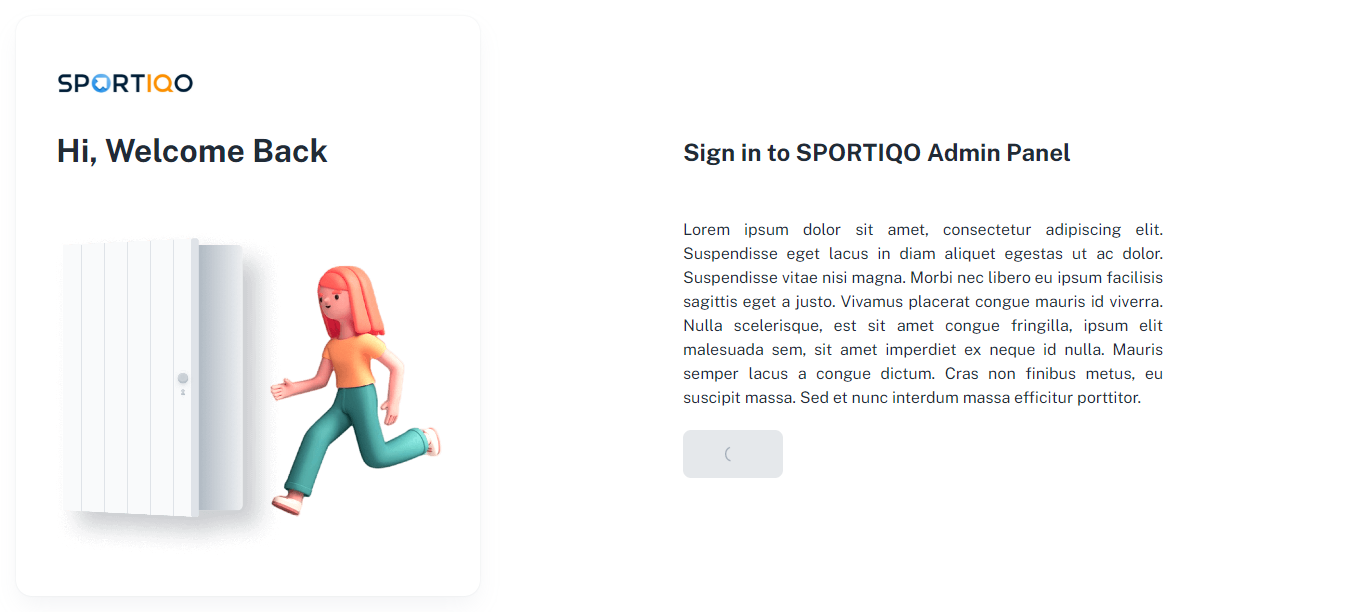 SPORTIQO
Hi, Welcome Back
Sign in to SPORTIQO Admin Panel
Lorem ipsum dolor sit amet, consectetur adipiscing elit.
Suspendisse eget lacus in diam aliquet egestas ut ac dolor.
Suspendisse vitae nisi magna. Morbi nec libero eu ipsum facilisis
sagittis eget a justo. Vivamus placerat congue mauris id viverra.
Nulla scelerisque, est sit amet congue fringilla, ipsum elit
malesuada sem, sit amet imperdiet ex neque id nulla. Mauris
semper lacus a congue dictum. Cras non finibus metus, eu
suscipit massa. Sed et nunc interdum massa efficitur porttitor.